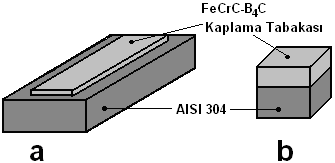 FeCrC-B₄C
Kaplama Tabakası
AISI 304
a
b